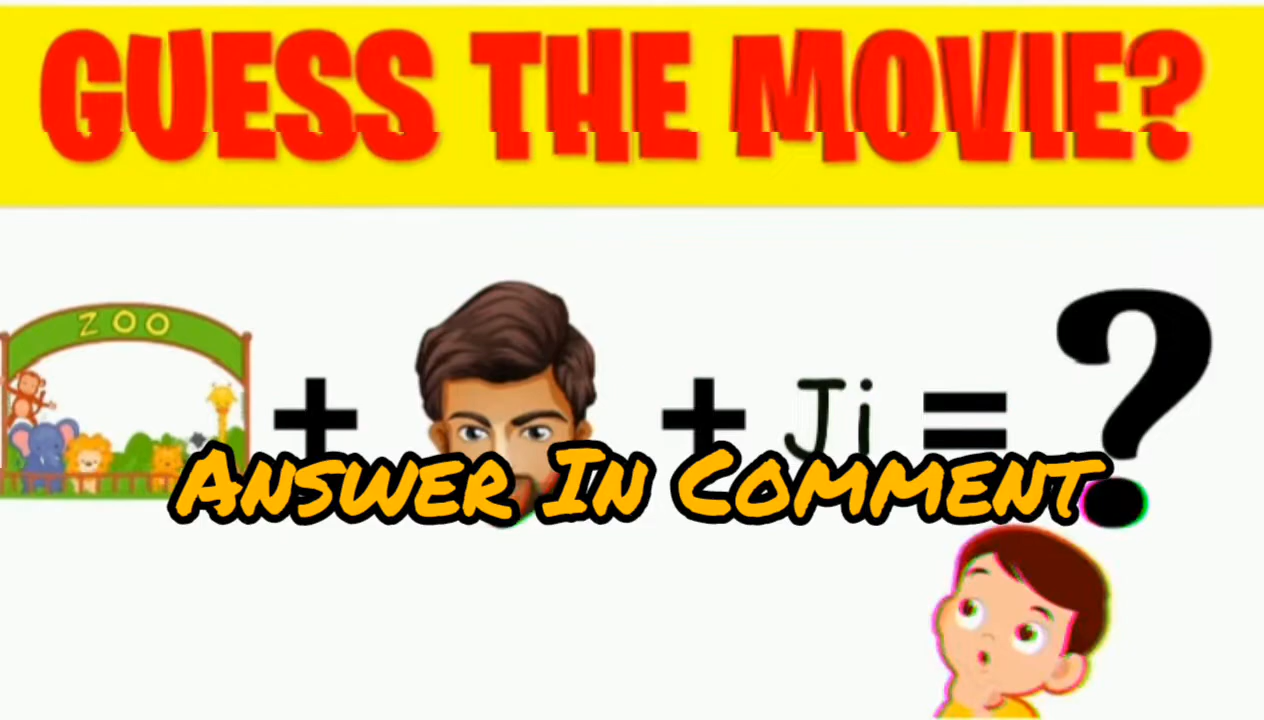 GUESS THE MOVIE?
ZOO
+ + Ji = ?
ANSWER IN COMMENT